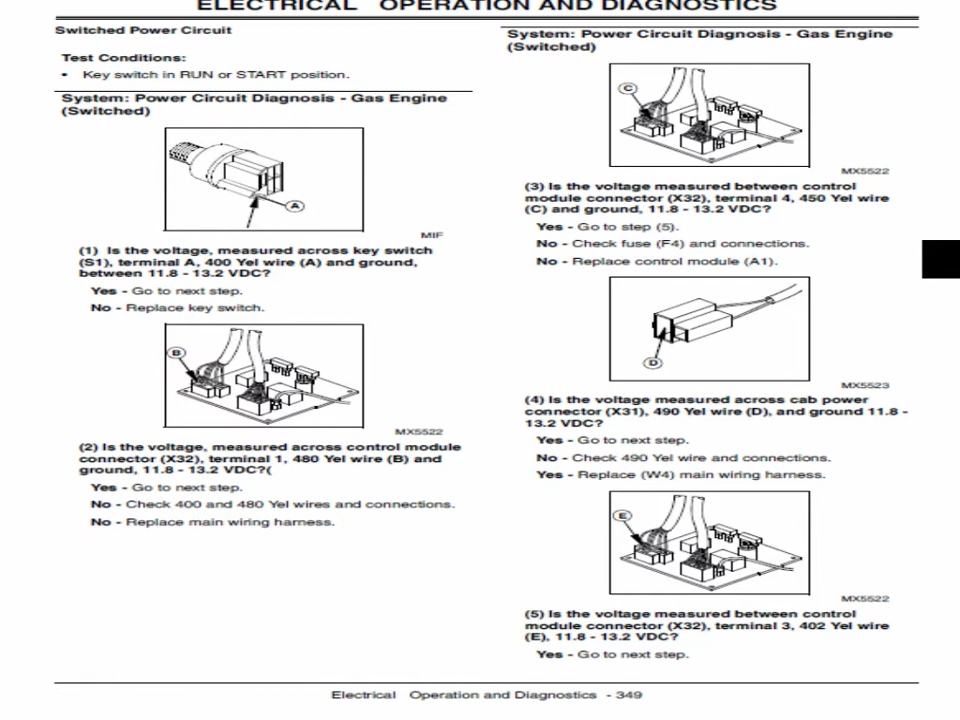 ELECTRICAL OPERATION AND DIAGNOSTICS
Switched Power Circuit
Test Conditions:
• Key switch in RUN or START position.
System: Power Circuit Diagnosis - Gas Engine
(Switched)
A
MIF
(1) Is the voltage, measured across key switch
(S1), terminal A, 400 Yel wire (A) and ground,
between 11.8 - 13.2 VDC?
Yes - Go to next step.
No - Replace key switch.
B
MX5522
(2) Is the voltage, measured across control module
connector (X32), terminal 1, 480 Yel wire (B) and
ground, 11.8 - 13.2 VDC?(
Yes - Go to next step.
No - Check 400 and 480 Yel wires and connections.
No - Replace main wiring harness.
System: Power Circuit Diagnosis - Gas Engine
(Switched)
C
MX5522
(3) Is the voltage measured between control
module connector (X32), terminal 4, 450 Yel wire
(C) and ground, 11.8 - 13.2 VDC?
Yes - Go to step (5).
No - Check fuse (F4) and connections.
No - Replace control module (A1).
D
MX5523
(4) Is the voltage measured across cab power
connector (X31), 490 Yel wire (D), and ground 11.8 -
13.2 VDC?
Yes - Go to next step.
No - Check 490 Yel wire and connections.
Yes - Replace (W4) main wiring harness.
E
MX5522
(5) Is the voltage measured between control
module connector (X32), terminal 3, 402 Yel wire
(E), 11.8 - 13.2 VDC?
Yes - Go to next step.
Electrical Operation and Diagnostics - 349